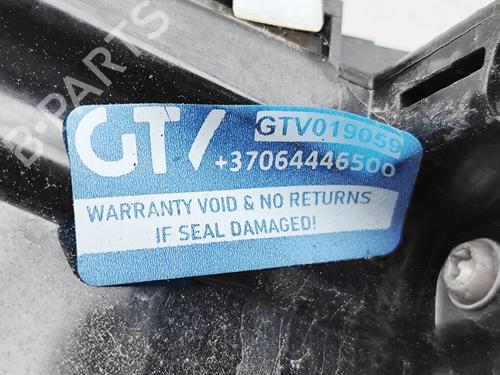 B-PARTS
GTV
GTV019059
+37064446500
WARRANTY VOID & NO RETURNS
IF SEAL DAMAGED!